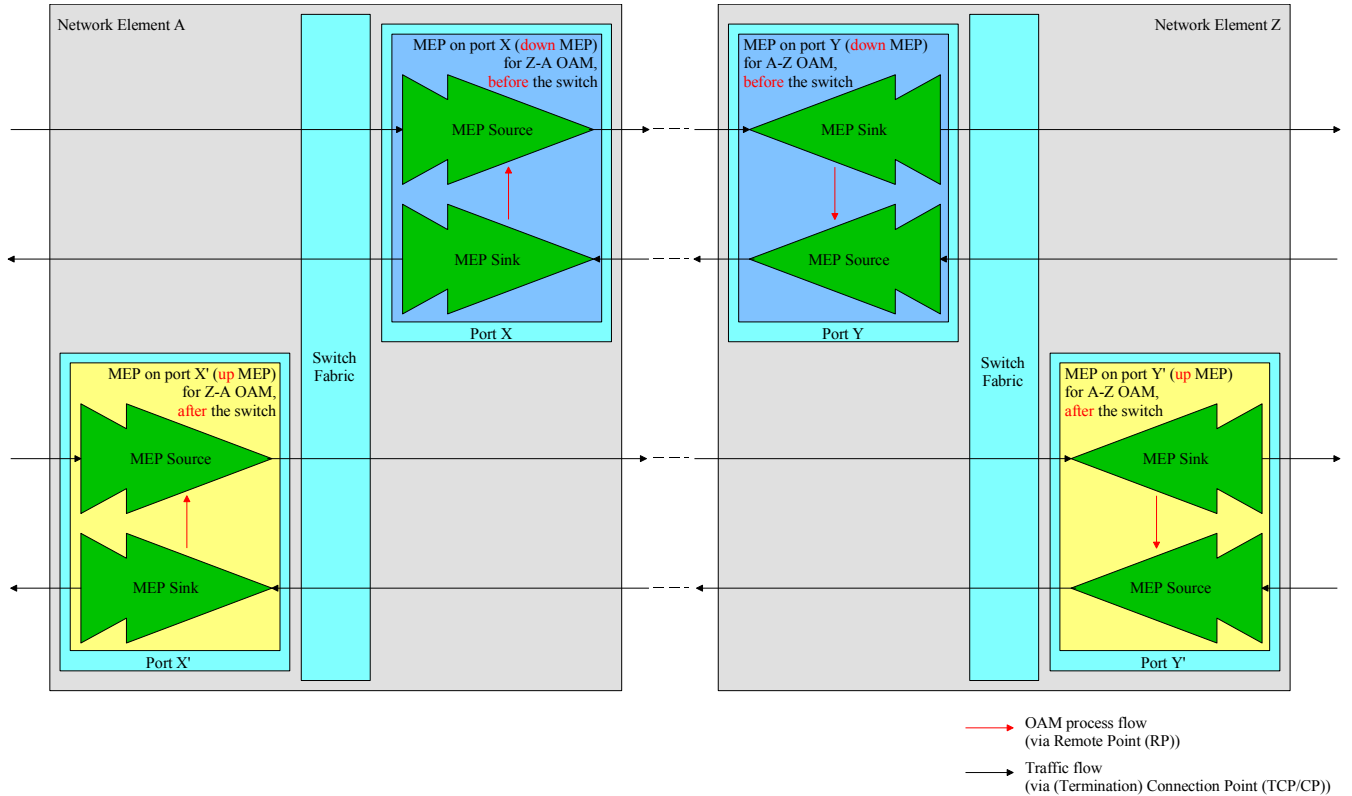 Network Element A
Network Element Z
MEP on port X (down MEP)
for Z-A OAM,
before the switch
MEP Source
MEP Sink
Port X
MEP on port Y (down MEP)
for A-Z OAM,
before the switch
MEP Sink
MEP Source
Port Y
Switch
Fabric
Switch
Fabric
MEP on port X' (up MEP)
for Z-A OAM,
after the switch
MEP Source
MEP Sink
Port X'
MEP on port Y' (up MEP)
for A-Z OAM,
after the switch
MEP Sink
MEP Source
Port Y'
OAM process flow
(via Remote Point (RP))
Traffic flow
(via (Termination) Connection Point (TCP/CP))